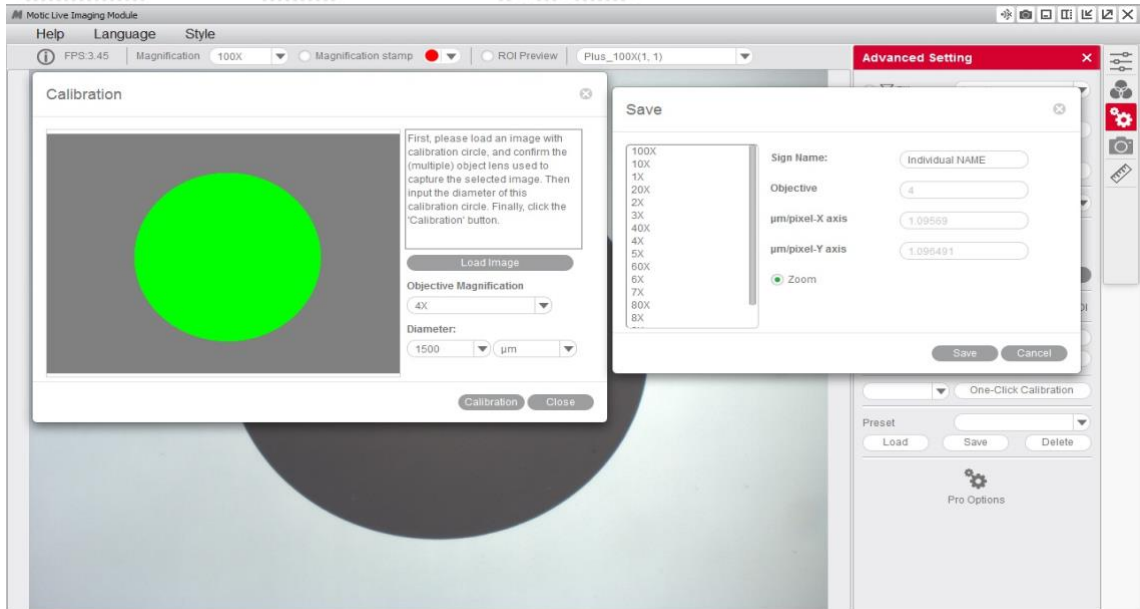 Motic Live Imaging Module
Help Language Style
FPS:3.45 Magnification 100X Magnification stamp ROI Preview Plus_100X(1, 1)
Advanced Setting
Calibration
First, please load an image with
calibration circle, and confirm the
(multiple) object lens used to
capture the selected image. Then
input the diameter of this
calibration circle. Finally, click the
'Calibration' button.
Load Image
Objective Magnification
4X
Diameter:
1500 µm
Calibration Close
Save
100X
10X
1X
20X
2X
3X
40X
4X
5X
60X
6X
7X
80X
8X
Sign Name: Individual NAME
Objective 4
µm/pixel-X axis 1.09569
µm/pixel-Y axis 1.096491
Zoom
Save Cancel
One-Click Calibration
Preset
Load Save Delete
Pro Options